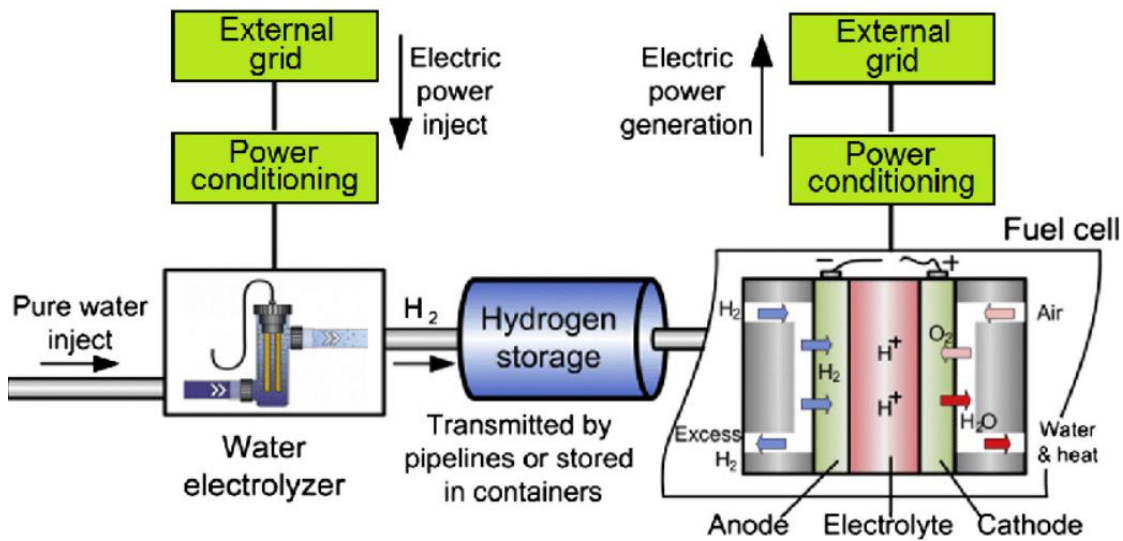 External
grid
Electric
power
inject
Power
conditioning
Electric
power
generation
External
grid
Power
conditioning
Fuel cell
Pure water
inject
H2
Hydrogen
storage
Water
electrolyzer
Transmitted by
pipelines or stored
in containers
− +
H2
Air
O2
H+
H2
H+
H2O
Excess
H2
Water
& heat
Anode
Electrolyte
Cathode